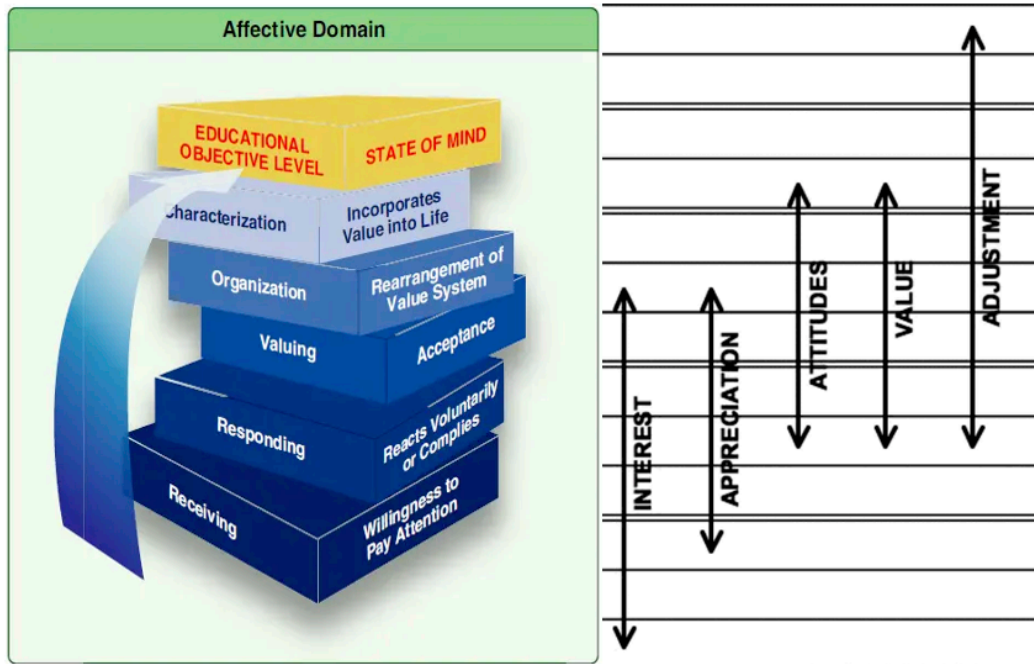 Affective Domain
EDUCATIONAL
OBJECTIVE LEVEL
STATE OF MIND
Characterization
Incorporates
Value into Life
Organization
Rearrangement of
Value System
Valuing
Acceptance
Responding
Reacts Voluntarily
or Complies
Receiving
Willingness to
Pay Attention
INTEREST
APPRECIATION
ATTITUDES
VALUE
ADJUSTMENT